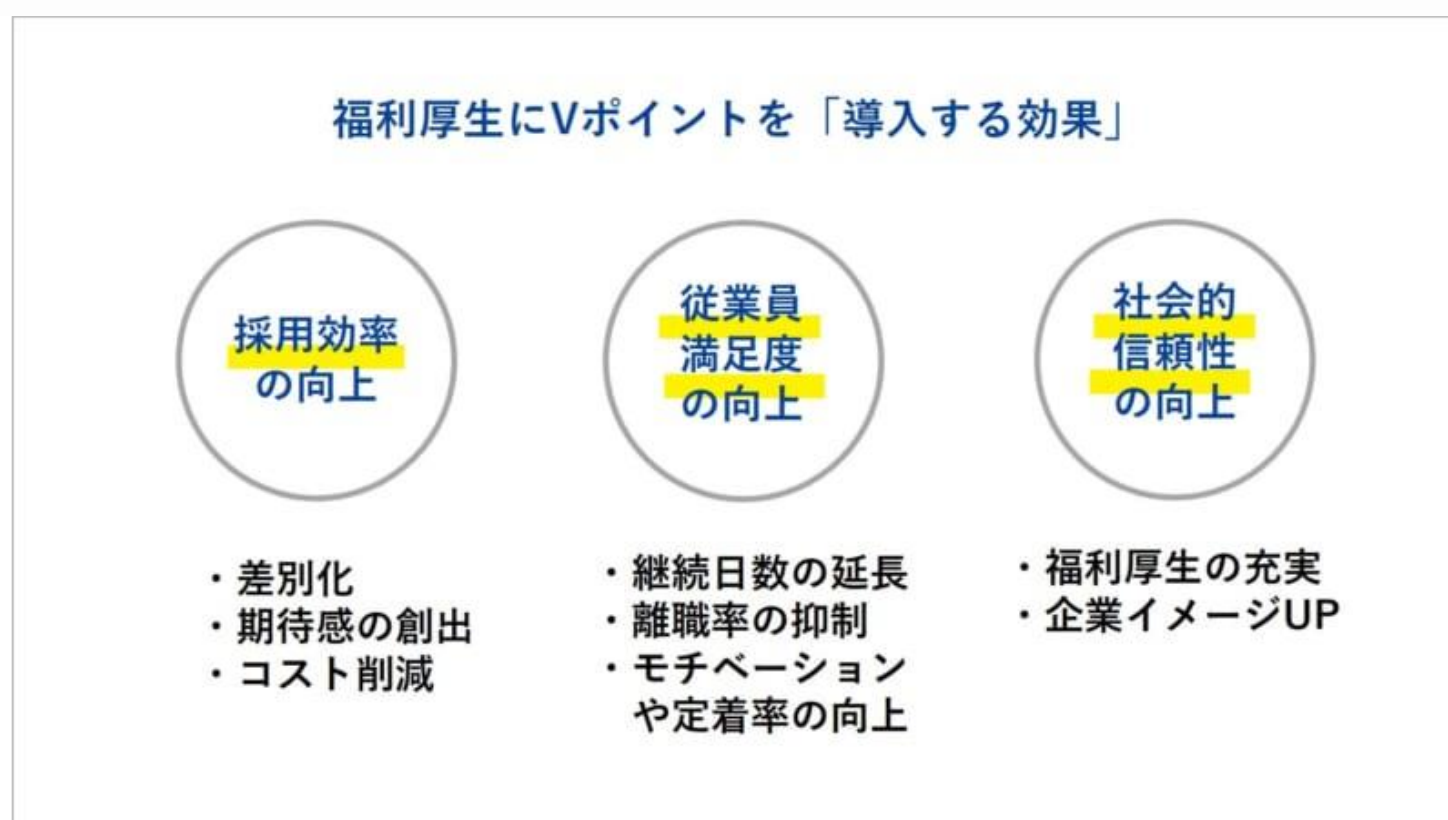 福利厚生にVポイントを「導入する効果」
採用効率
の向上
・差別化
・期待感の創出
・コスト削減
従業員
満足度
の向上
・継続日数の延長
・離職率の抑制
・モチベーション
や定着率の向上
社会的
信頼性
の向上
・福利厚生の充実
・企業イメージUP